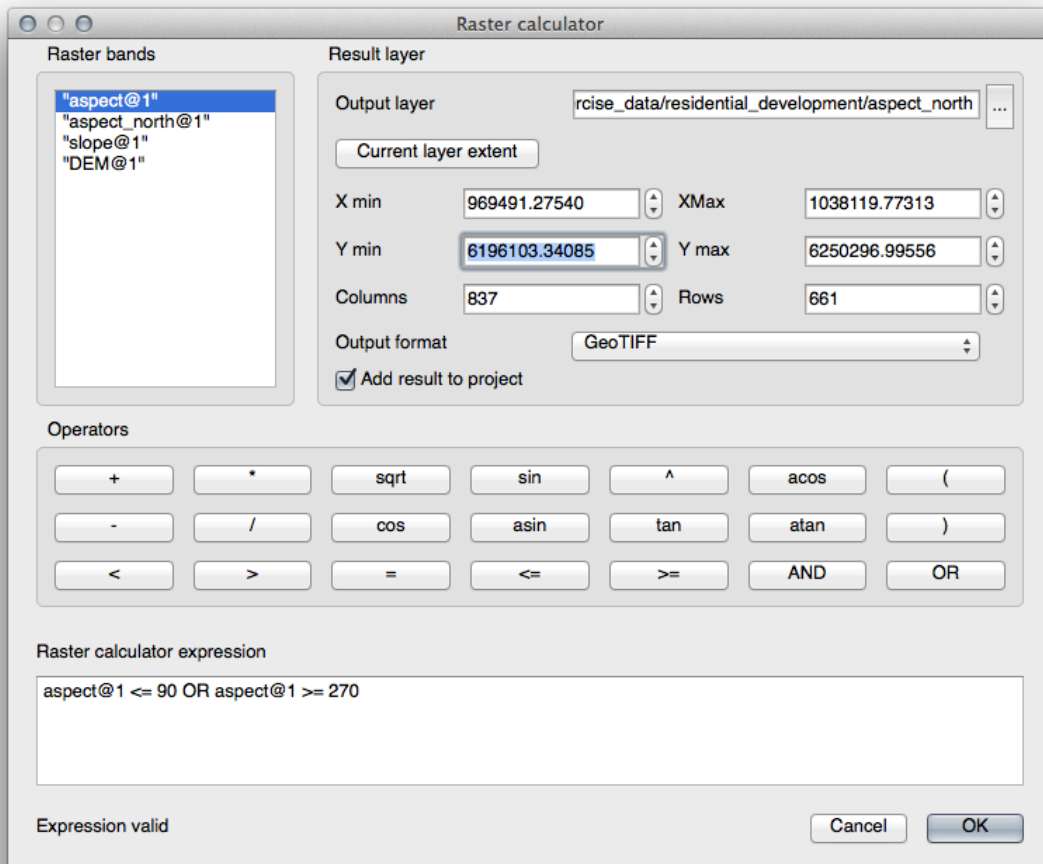 Raster calculator
Raster bands
Result layer
"aspect@1"
"aspect_north@1"
"slope@1"
"DEM@1"
Output layer rcise_data/residential_development/aspect_north ...
Current layer extent
X min 969491.27540 XMax 1038119.77313
Y min 6196103.34085 Y max 6250296.99556
Columns 837 Rows 661
Output format GeoTIFF
Add result to project
Operators
+ * sqrt sin ^ acos (
- / cos asin tan atan )
< > = <= >= AND OR
Raster calculator expression
aspect@1 <= 90 OR aspect@1 >= 270
Expression valid Cancel OK